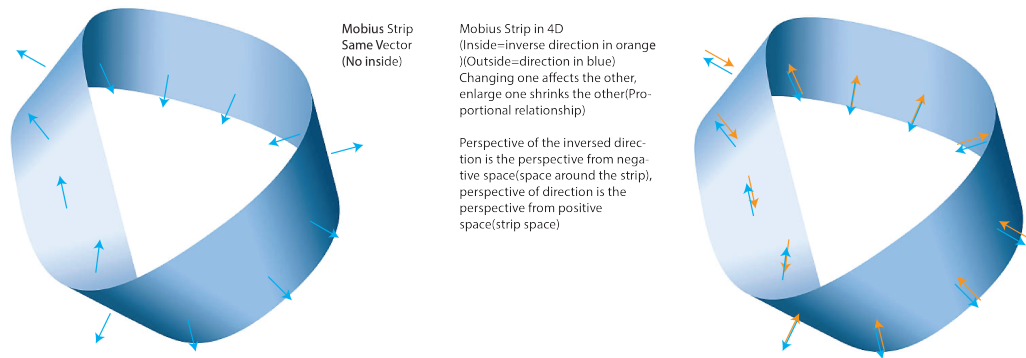 Mobius Strip
Same Vector
(No inside)
Mobius Strip in 4D
(Inside=inverse direction in orange
)(Outside=direction in blue)
Changing one affects the other,
enlarge one shrinks the other(Pro-
portional relationship)
Perspective of the inversed direc-
tion is the perspective from nega-
tive space(space around the strip),
perspective of direction is the
perspective from positive
space(strip space)